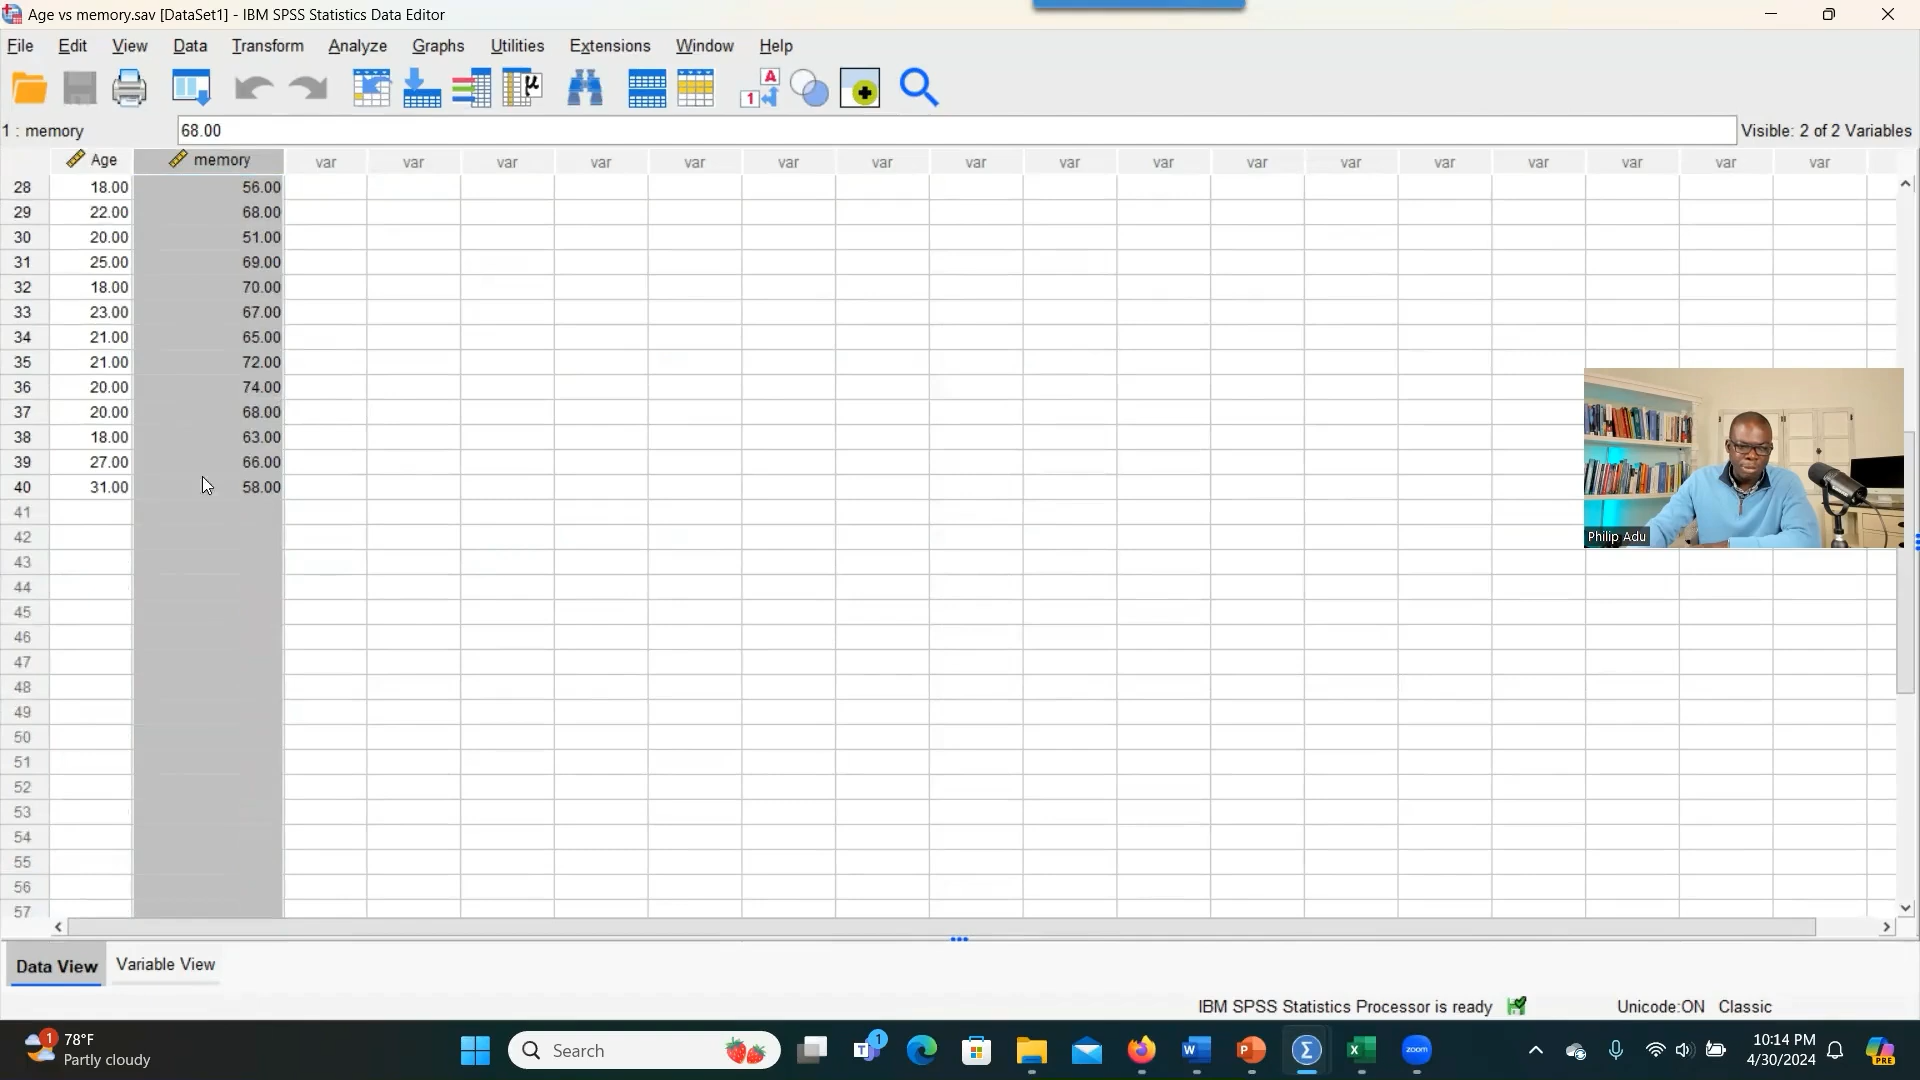 Age vs memory.sav [DataSet1] - IBM SPSS Statistics Data Editor
File Edit View Data Transform Analyze Graphs Utilities Extensions Window Help
1 : memory 68.00 Visible: 2 of 2 Variables
Age memory var var var var var var var var var var var var var var var var var
28 18.00 56.00
29 22.00 68.00
30 20.00 51.00
31 25.00 69.00
32 18.00 70.00
33 23.00 67.00
34 21.00 65.00
35 21.00 72.00
36 20.00 74.00
37 20.00 68.00
38 18.00 63.00
39 27.00 66.00
40 31.00 58.00
41
42
43
44
45
46
47
48
49
50
51
52
53
54
55
56
57
Philip Adu
Data View Variable View
IBM SPSS Statistics Processor is ready Unicode:ON Classic
1 78°F
Partly cloudy
Search
zoom
10:14 PM
4/30/2024
PRE